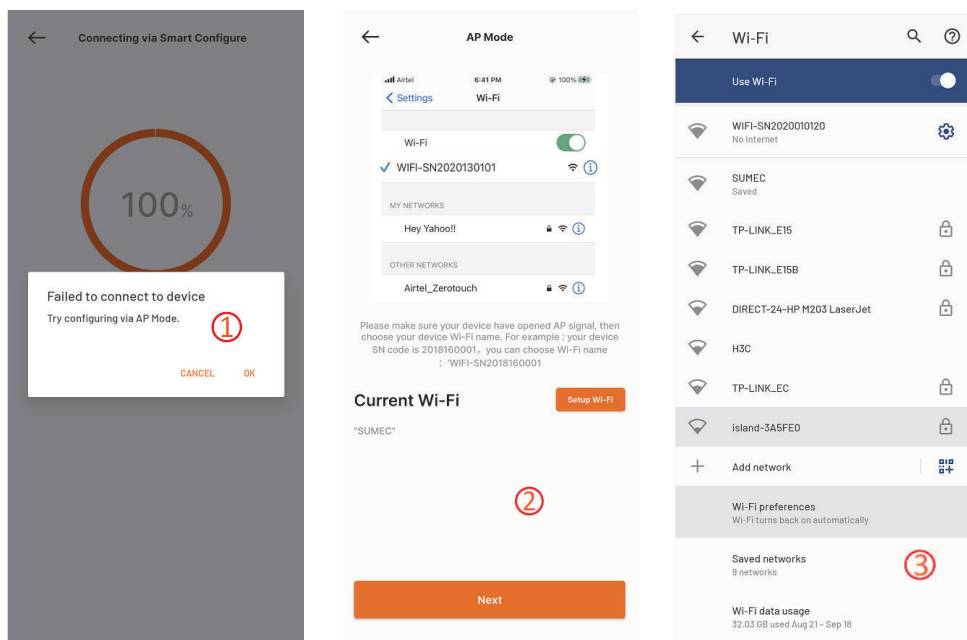 Connecting via Smart Configure
100%
Failed to connect to device
Try configuring via AP Mode.
①
CANCEL OK
AP Mode
Airtel 6:41 PM 100%
Settings Wi-Fi
Wi-Fi
WIFI-SN2020130101
MY NETWORKS
Hey Yahoo!!
OTHER NETWORKS
Airtel_Zerotouch
Please make sure your device have opened AP signal, then
choose your device Wi-Fi name. For example : your device
SN code is 2018160001, you can choose Wi-Fi name
: 'WIFI-SN2018160001
Current Wi-Fi Setup Wi-Fi
"SUMEC"
②
Next
Wi-Fi
Use Wi-Fi
WIFI-SN2020010120
No internet
SUMEC
Saved
TP-LINK_E15
TP-LINK_E15B
DIRECT-24-HP M203 LaserJet
H3C
TP-LINK_EC
island-3A5FE0
Add network
Wi-Fi preferences
Wi-Fi turns back on automatically
Saved networks
9 networks
③
Wi-Fi data usage
32.03 GB used Aug 21 – Sep 18